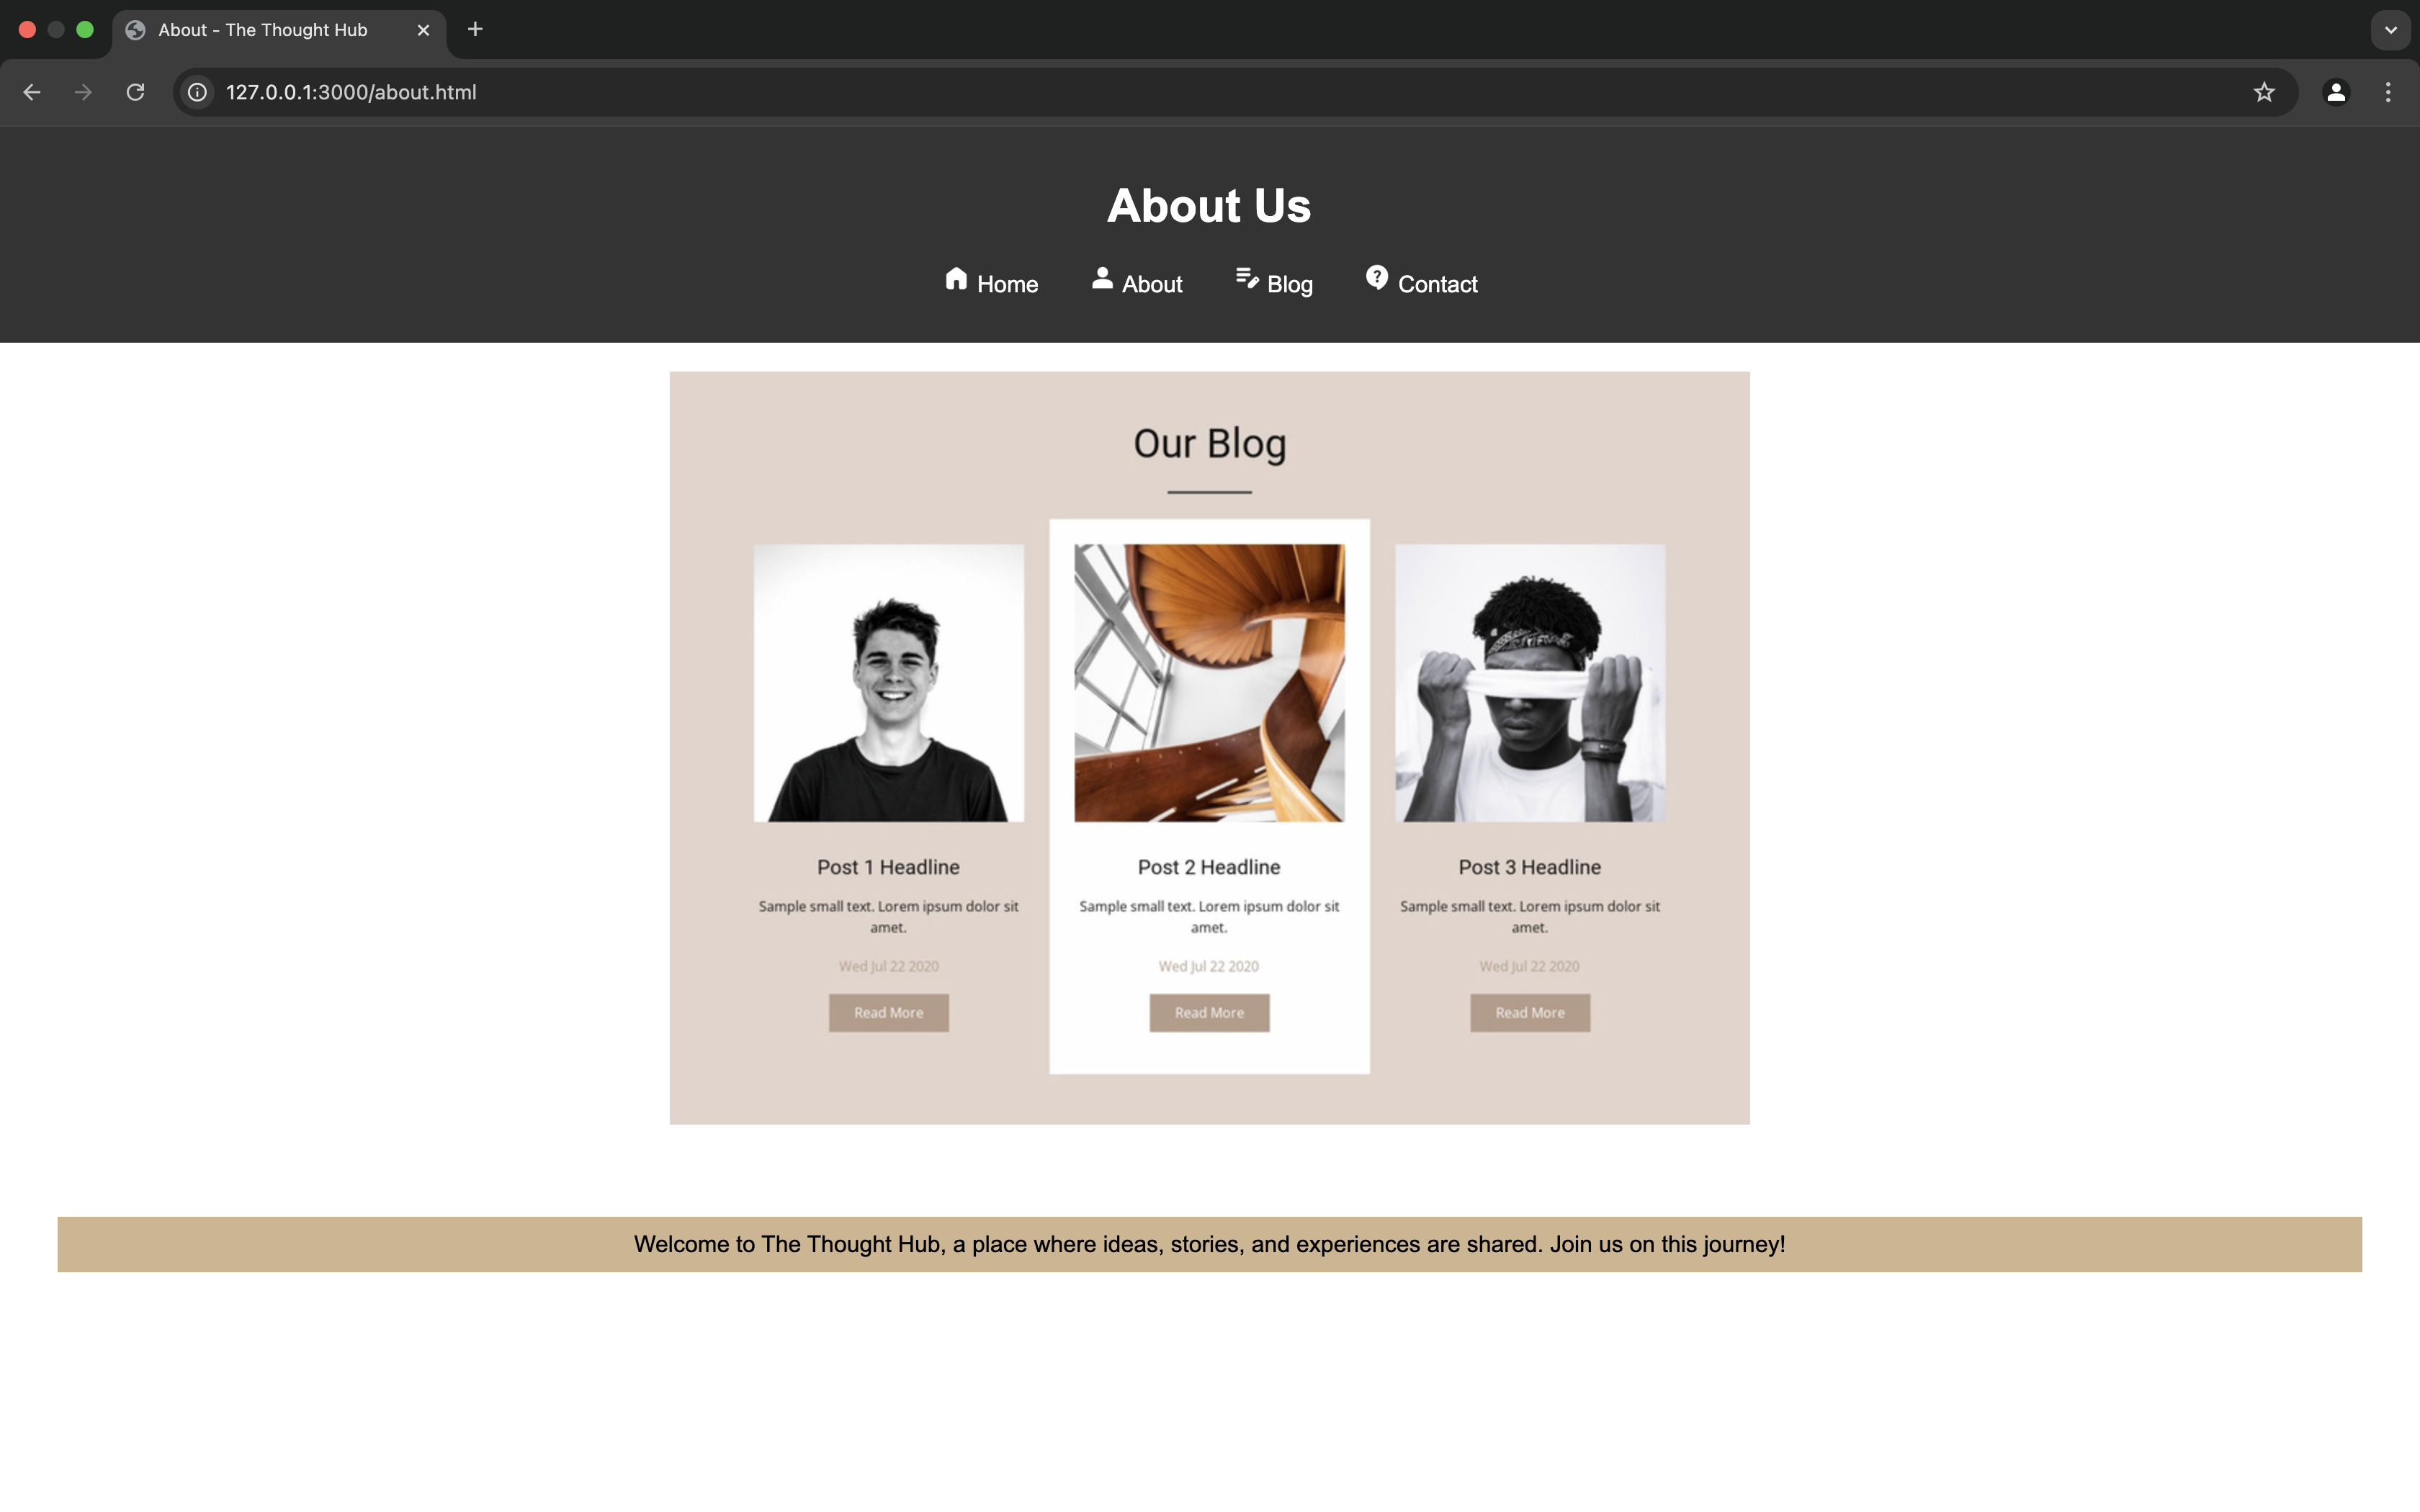 About - The Thought Hub
127.0.0.1:3000/about.html
About Us
Home About Blog Contact
Our Blog
Post 1 Headline
Sample small text. Lorem ipsum dolor sit
amet.
Wed Jul 22 2020
Read More
Post 2 Headline
Sample small text. Lorem ipsum dolor sit
amet.
Wed Jul 22 2020
Read More
Post 3 Headline
Sample small text. Lorem ipsum dolor sit
amet.
Wed Jul 22 2020
Read More
Welcome to The Thought Hub, a place where ideas, stories, and experiences are shared. Join us on this journey!